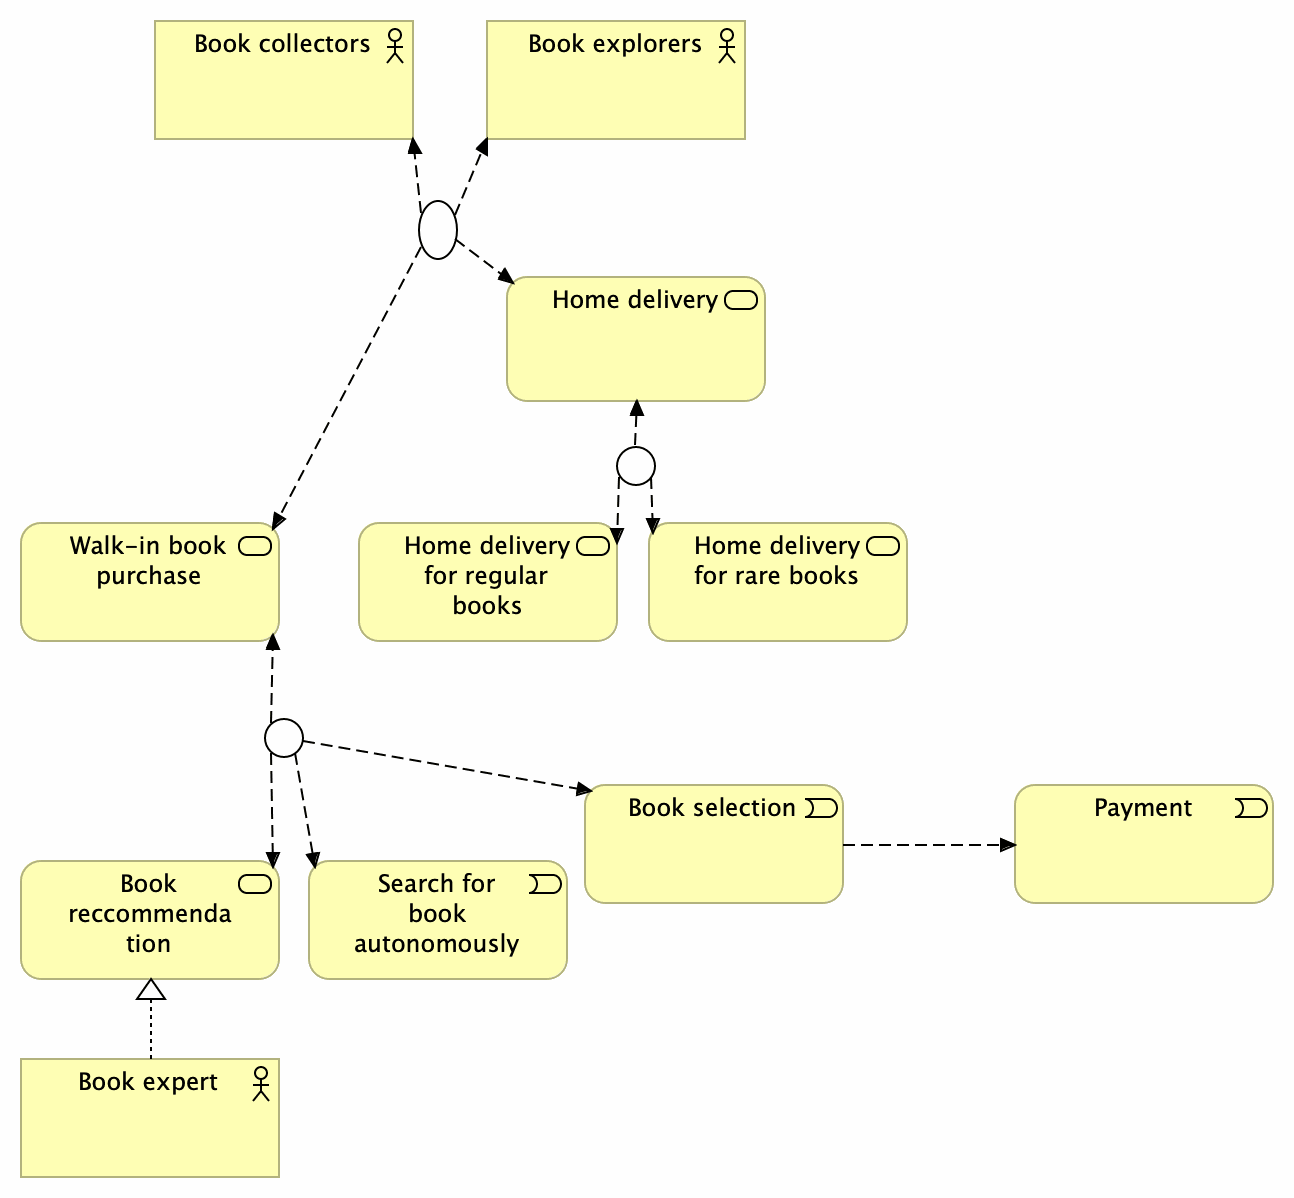 Book collectors
Book explorers
Home delivery
Walk-in book
purchase
Home delivery
for regular
books
Home delivery
for rare books
Book selection
Payment
Book
reccommenda
tion
Search for
book
autonomously
Book expert